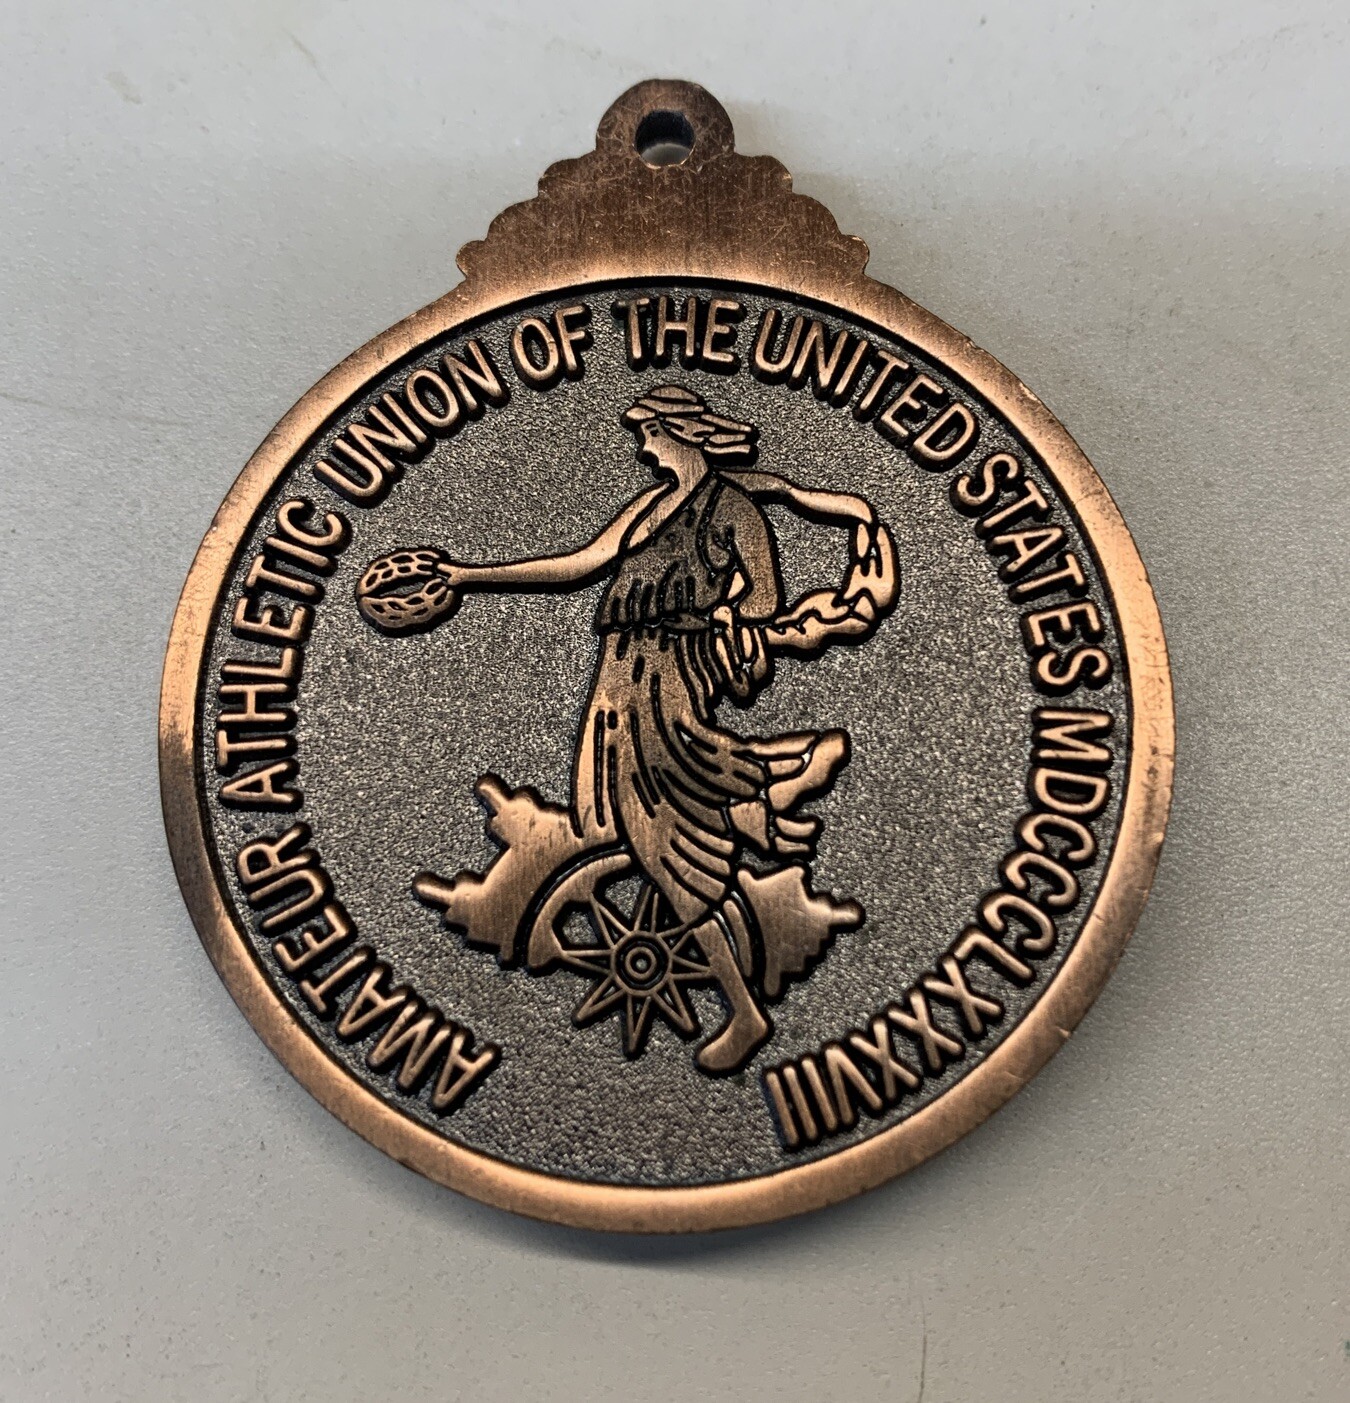 AMATEUR ATHLETIC UNION OF THE UNITED STATES MDCCCLXXXVIII